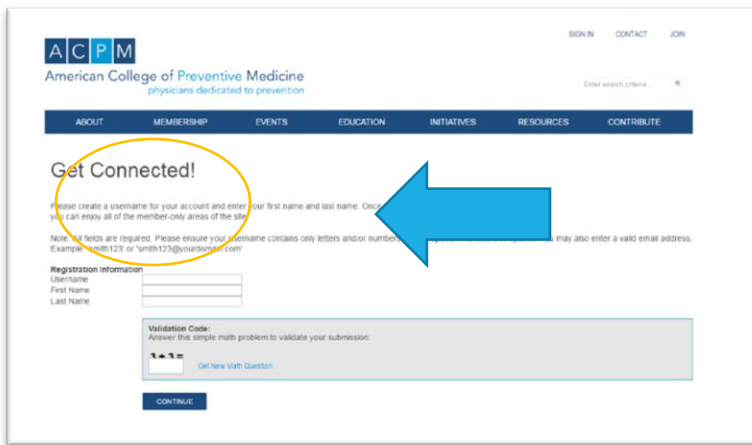 SIGN IN CONTACT JOIN
ACPM
American College of Preventive Medicine
physicians dedicated to prevention
Enter search criteria...
ABOUT MEMBERSHIP EVENTS EDUCATION INITIATIVES RESOURCES CONTRIBUTE
Get Connected!
Please create a username for your account and enter your first name and last name. Once
you can enjoy all of the member-only areas of the site
Note: All fields are required. Please ensure your username contains only letters and/or numbers may also enter a valid email address.
Example: 'smith123' or 'smith123@yourdomain.com'
Registration Information
Username
First Name
Last Name
Validation Code:
Answer this simple math problem to validate your submission:
Get New Math Question
CONTINUE